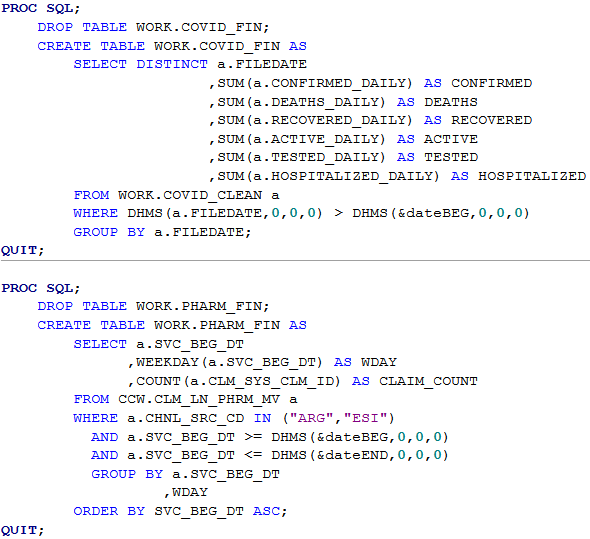 PROC SQL;
DROP TABLE WORK.COVID_FIN;
CREATE TABLE WORK.COVID_FIN AS
SELECT DISTINCT a.FILEDATE
,SUM(a.CONFIRMED_DAILY) AS CONFIRMED
,SUM(a.DEATHS_DAILY) AS DEATHS
,SUM(a.RECOVERED_DAILY) AS RECOVERED
,SUM(a.ACTIVE_DAILY) AS ACTIVE
,SUM(a.TESTED_DAILY) AS TESTED
,SUM(a.HOSPITALIZED_DAILY) AS HOSPITALIZED
FROM WORK.COVID_CLEAN a
WHERE DHMS(a.FILEDATE,0,0,0) > DHMS(&dateBEG,0,0,0)
GROUP BY a.FILEDATE;
QUIT;
PROC SQL;
DROP TABLE WORK.PHARM_FIN;
CREATE TABLE WORK.PHARM_FIN AS
SELECT a.SVC_BEG_DT
,WEEKDAY(a.SVC_BEG_DT) AS WDAY
,COUNT(a.CLM_SYS_CLM_ID) AS CLAIM_COUNT
FROM CCW.CLM_LN_PHRM_MV a
WHERE a.CHNL_SRC_CD IN ("ARG","ESI")
AND a.SVC_BEG_DT >= DHMS(&dateBEG,0,0,0)
AND a.SVC_BEG_DT <= DHMS(&dateEND,0,0,0)
GROUP BY a.SVC_BEG_DT
,WDAY
ORDER BY SVC_BEG_DT ASC;
QUIT;